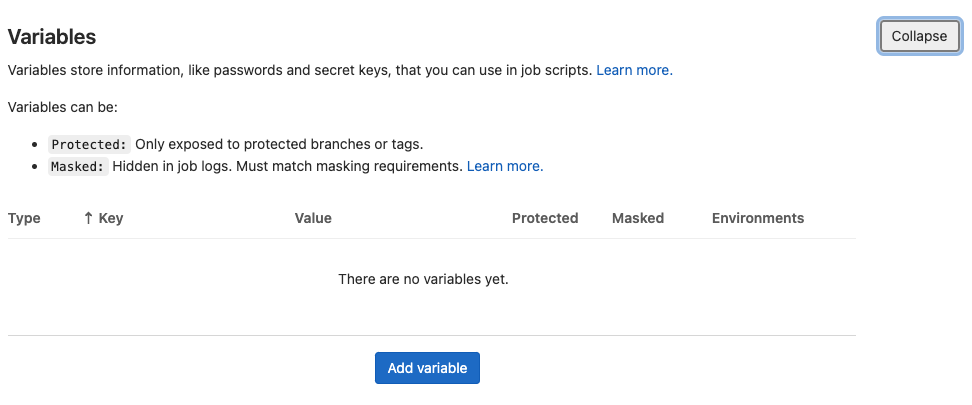 Variables
Collapse
Variables store information, like passwords and secret keys, that you can use in job scripts. Learn more.
Variables can be:
• Protected: Only exposed to protected branches or tags.
• Masked: Hidden in job logs. Must match masking requirements. Learn more.
Type ↑ Key Value Protected Masked Environments
There are no variables yet.
Add variable